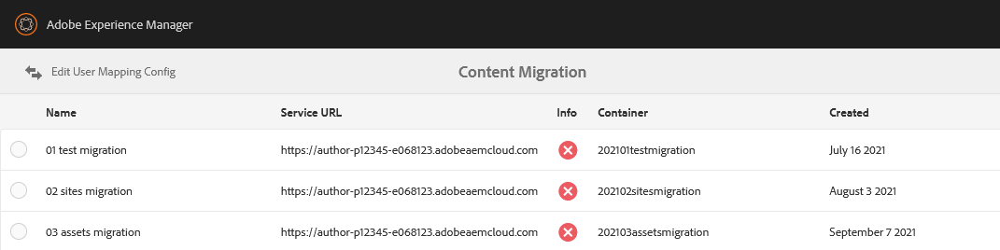 Adobe Experience Manager
Edit User Mapping Config Content Migration
Name Service URL Info Container Created
01 test migration https://author-p12345-e068123.adobeaemcloud.com 202101testmigration July 16 2021
02 sites migration https://author-p12345-e068123.adobeaemcloud.com 202102sitesmigration August 3 2021
03 assets migration https://author-p12345-e068123.adobeaemcloud.com 202103assetsmigration September 7 2021